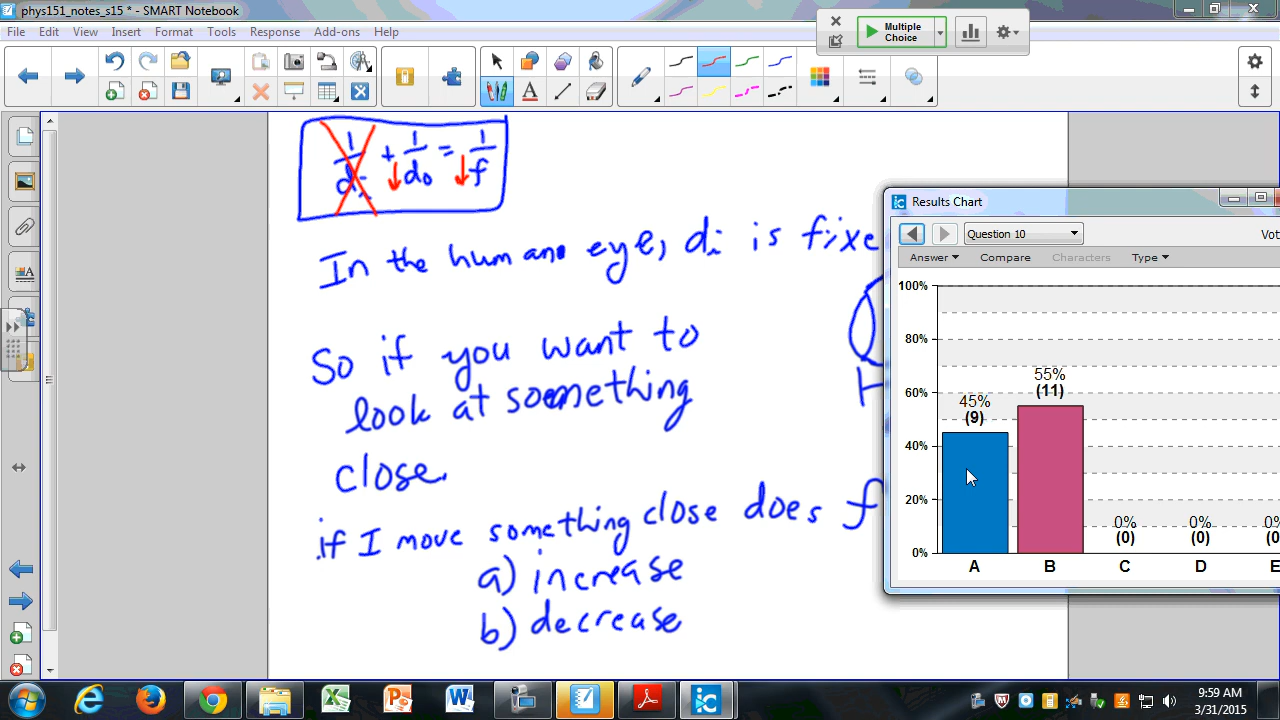 phys151_notes_s15 * - SMART Notebook
File Edit View Insert Format Tools Response Add-ons Help
Multiple Choice
1/di + 1/do = 1/f
In the human eye, di is fixe
So if you want to
look at something
close.
if I move something close does f
a) increase
b) decrease
Results Chart
Question 10
Vot
Answer Compare Characters Type
100%
80%
60%
40%
20%
0%
45%
(9)
55%
(11)
0%
(0)
0%
(0)
0%
(0
A B C D E
9:59 AM
3/31/2015